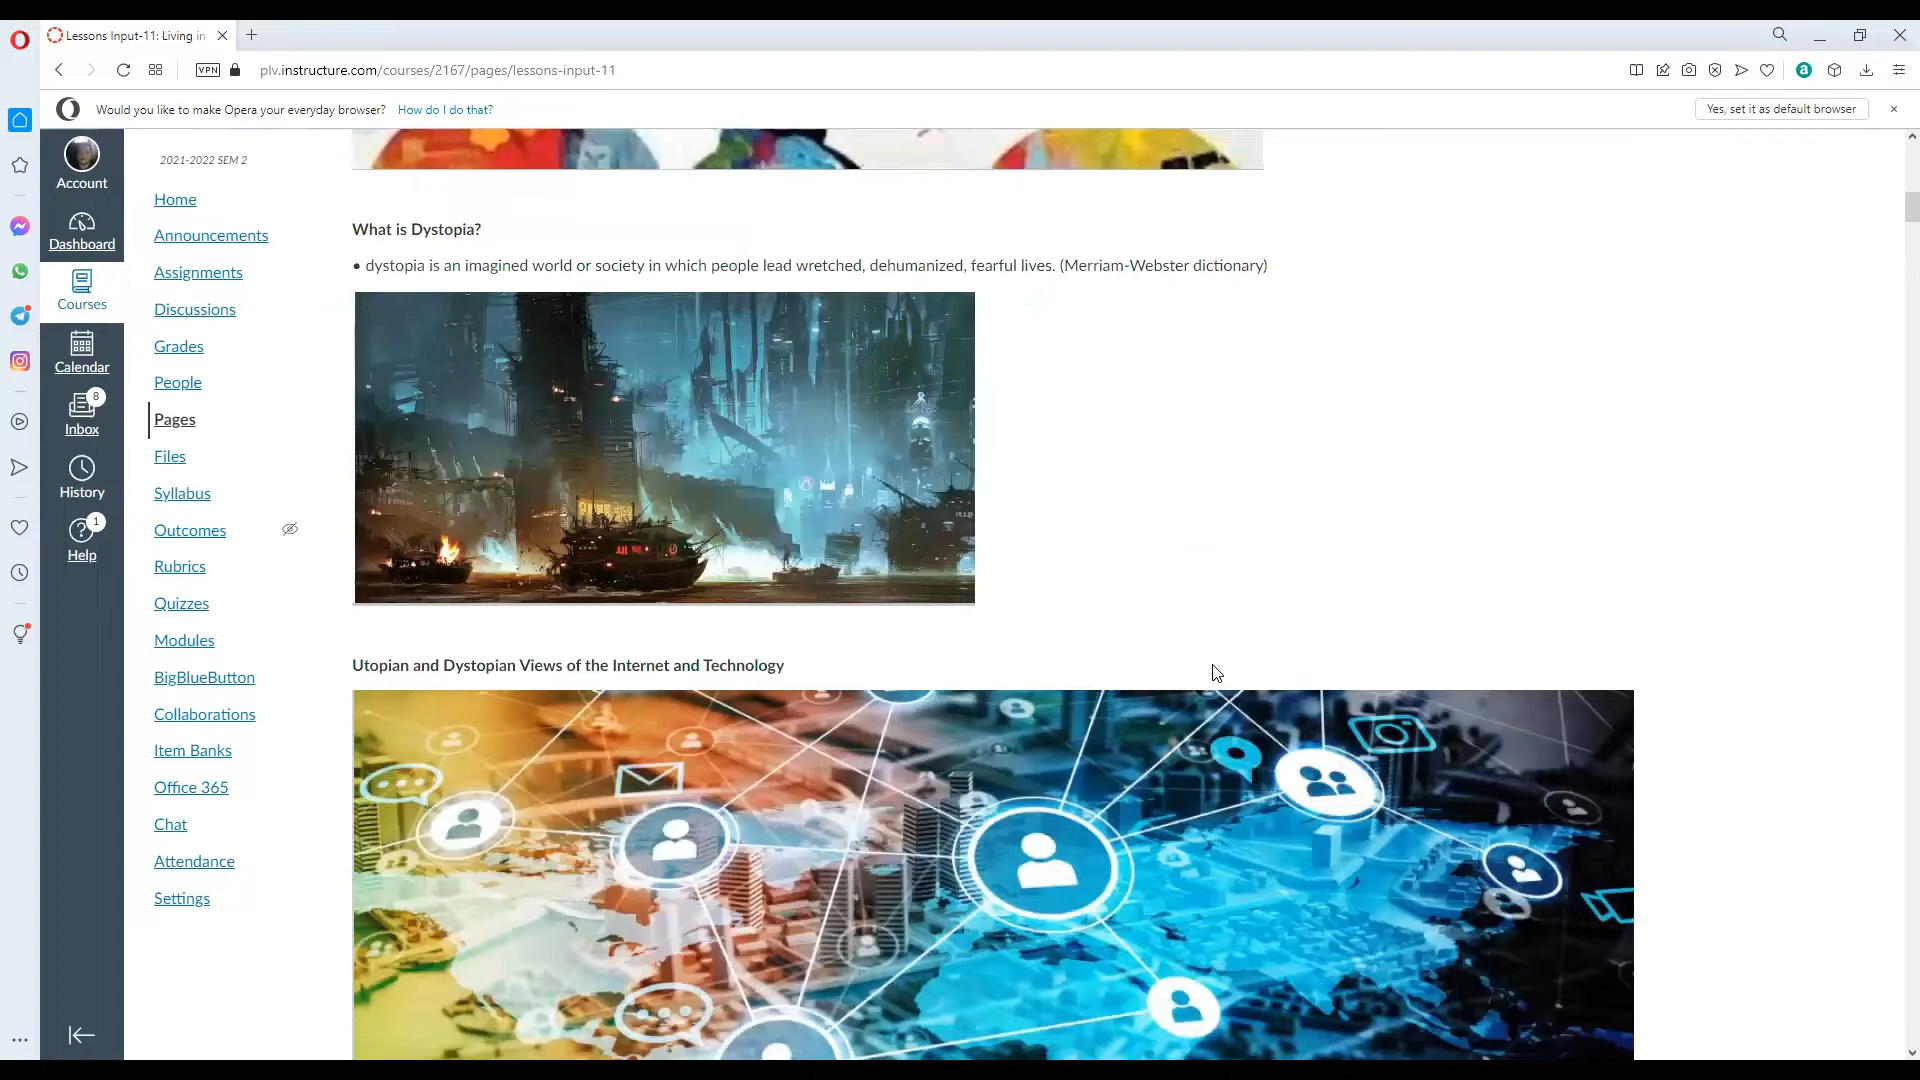 Lessons Input-11: Living in
VPN
plv.instructure.com/courses/2167/pages/lessons-input-11
Would you like to make Opera your everyday browser? How do I do that?
Yes, set it as default browser
Account
Dashboard
Courses
Calendar
8
Inbox
History
1
Help
2021-2022 SEM 2
Home
Announcements
Assignments
Discussions
Grades
People
Pages
Files
Syllabus
Outcomes
Rubrics
Quizzes
Modules
BigBlueButton
Collaborations
Item Banks
Office 365
Chat
Attendance
Settings
What is Dystopia?
• dystopia is an imagined world or society in which people lead wretched, dehumanized, fearful lives. (Merriam-Webster dictionary)
Utopian and Dystopian Views of the Internet and Technology